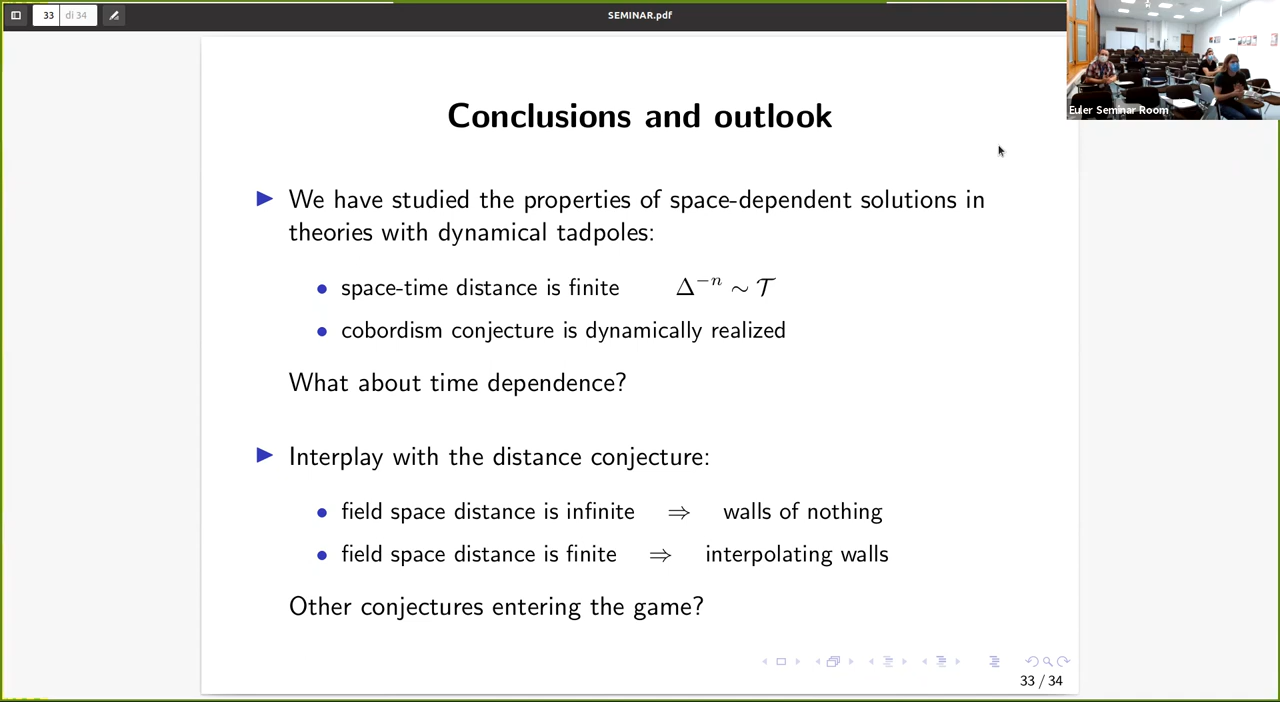 33 di 34
SEMINAR.pdf
Euler Seminar Room
Conclusions and outlook
We have studied the properties of space-dependent solutions in
theories with dynamical tadpoles:
• space-time distance is finite Δ⁻ⁿ ∼ 𝒯
• cobordism conjecture is dynamically realized
What about time dependence?
Interplay with the distance conjecture:
• field space distance is infinite ⇒ walls of nothing
• field space distance is finite ⇒ interpolating walls
Other conjectures entering the game?
33 / 34